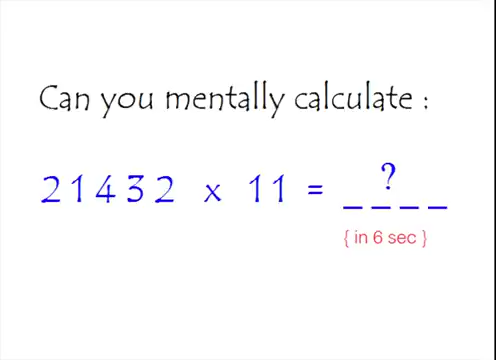 Can you mentally calculate :
?
21432 x 11 = _ _ _ _
{ in 6 sec }